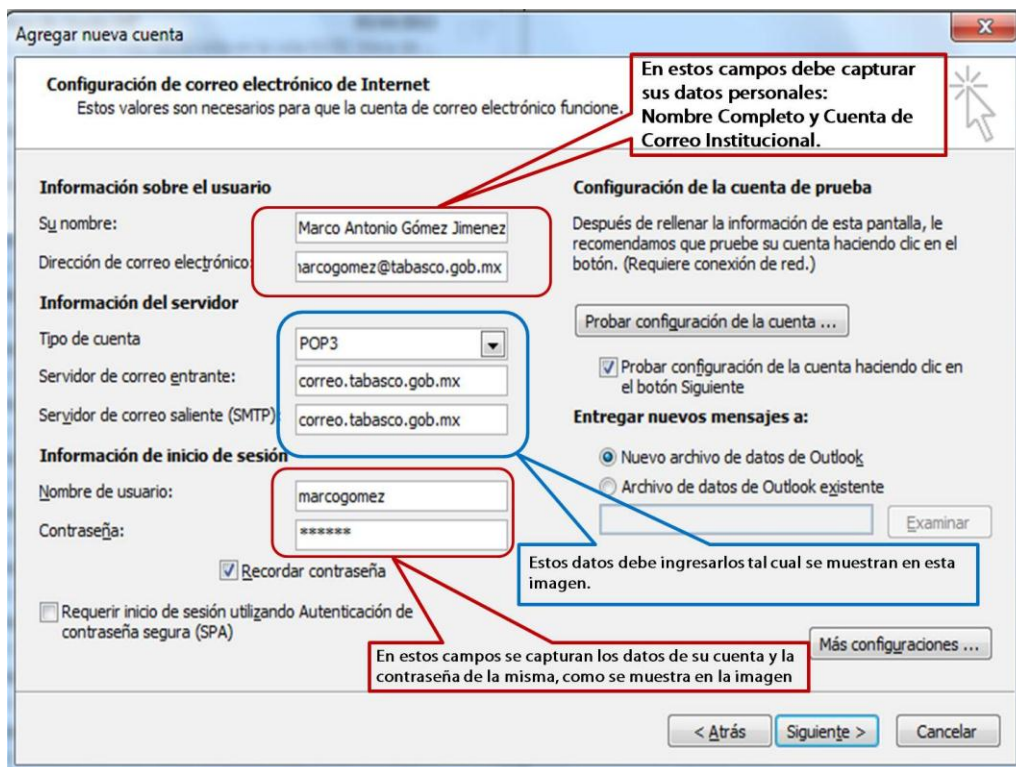 Agregar nueva cuenta
Configuración de correo electrónico de Internet
Estos valores son necesarios para que la cuenta de correo electrónico funcione.
En estos campos debe capturar
sus datos personales:
Nombre Completo y Cuenta de
Correo Institucional.
Información sobre el usuario
Su nombre:
Marco Antonio Gómez Jimenez
Dirección de correo electrónico:
arcogomez@tabasco.gob.mx
Información del servidor
Tipo de cuenta
POP3
Servidor de correo entrante:
correo.tabasco.gob.mx
Servidor de correo saliente (SMTP):
correo.tabasco.gob.mx
Información de inicio de sesión
Nombre de usuario:
marcogomez
Contraseña:
******
Recordar contraseña
Requerir inicio de sesión utilizando Autenticación de
contraseña segura (SPA)
Configuración de la cuenta de prueba
Después de rellenar la información de esta pantalla, le
recomendamos que pruebe su cuenta haciendo clic en el
botón. (Requiere conexión de red.)
Probar configuración de la cuenta ...
Probar configuración de la cuenta haciendo clic en
el botón Siguiente
Entregar nuevos mensajes a:
Nuevo archivo de datos de Outlook
Archivo de datos de Outlook existente
Examinar
Estos datos debe ingresarlos tal cual se muestran en esta
imagen.
En estos campos se capturan los datos de su cuenta y la
contraseña de la misma, como se muestra en la imagen
Más configuraciones ...
< Atrás
Siguiente >
Cancelar